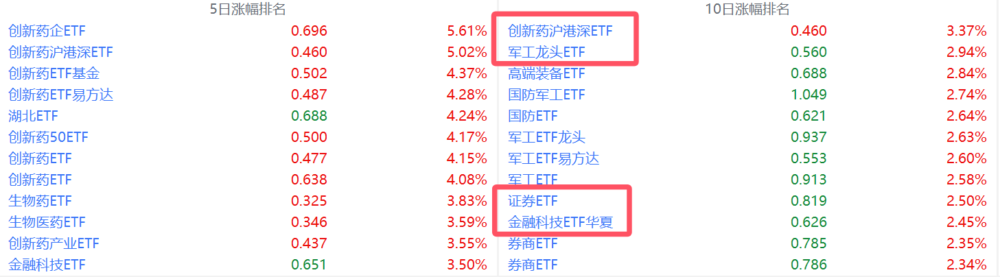 5日涨幅排名 10日涨幅排名
创新药企ETF 0.696 5.61% 创新药沪港深ETF 0.460 3.37%
创新药沪港深ETF 0.460 5.02% 军工龙头ETF 0.560 2.94%
创新药ETF基金 0.502 4.37% 高端装备ETF 0.688 2.84%
创新药ETF易方达 0.487 4.28% 国防军工ETF 1.049 2.74%
湖北ETF 0.688 4.24% 国防ETF 0.621 2.64%
创新药50ETF 0.500 4.17% 军工ETF龙头 0.937 2.63%
创新药ETF 0.477 4.15% 军工ETF易方达 0.553 2.60%
创新药ETF 0.638 4.08% 军工ETF 0.913 2.58%
生物药ETF 0.325 3.83% 证券ETF 0.819 2.50%
生物医药ETF 0.346 3.59% 金融科技ETF华夏 0.626 2.45%
创新药产业ETF 0.437 3.55% 券商ETF 0.785 2.35%
金融科技ETF 0.651 3.50% 券商ETF 0.786 2.34%